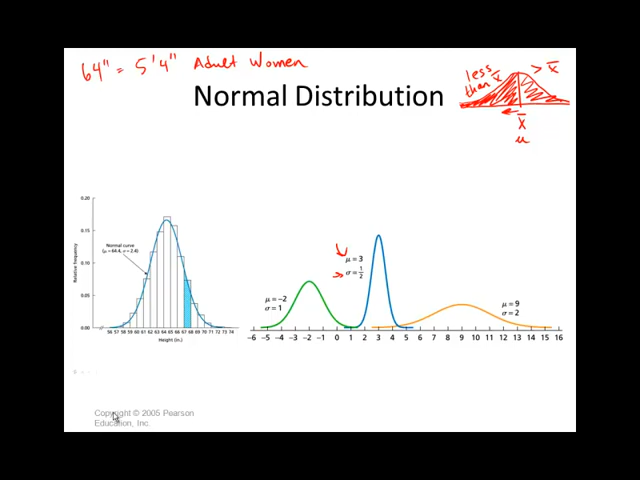 64" = 5'4" Adult Women
less than x̄
> x̄
Normal Distribution
x̄
μ
0.20
0.15
0.10
0.05
0.00
Relative frequency
Normal curve
(μ = 64.4, σ = 2.4)
56 57 58 59 60 61 62 63 64 65 66 67 68 69 70 71 72 73 74
Height (in.)
μ = −2
σ = 1
μ = 3
σ = 1/2
μ = 9
σ = 2
−6 −5 −4 −3 −2 −1 0 1 2 3 4 5 6 7 8 9 10 11 12 13 14 15 16
Copyright © 2005 Pearson
Education, Inc.